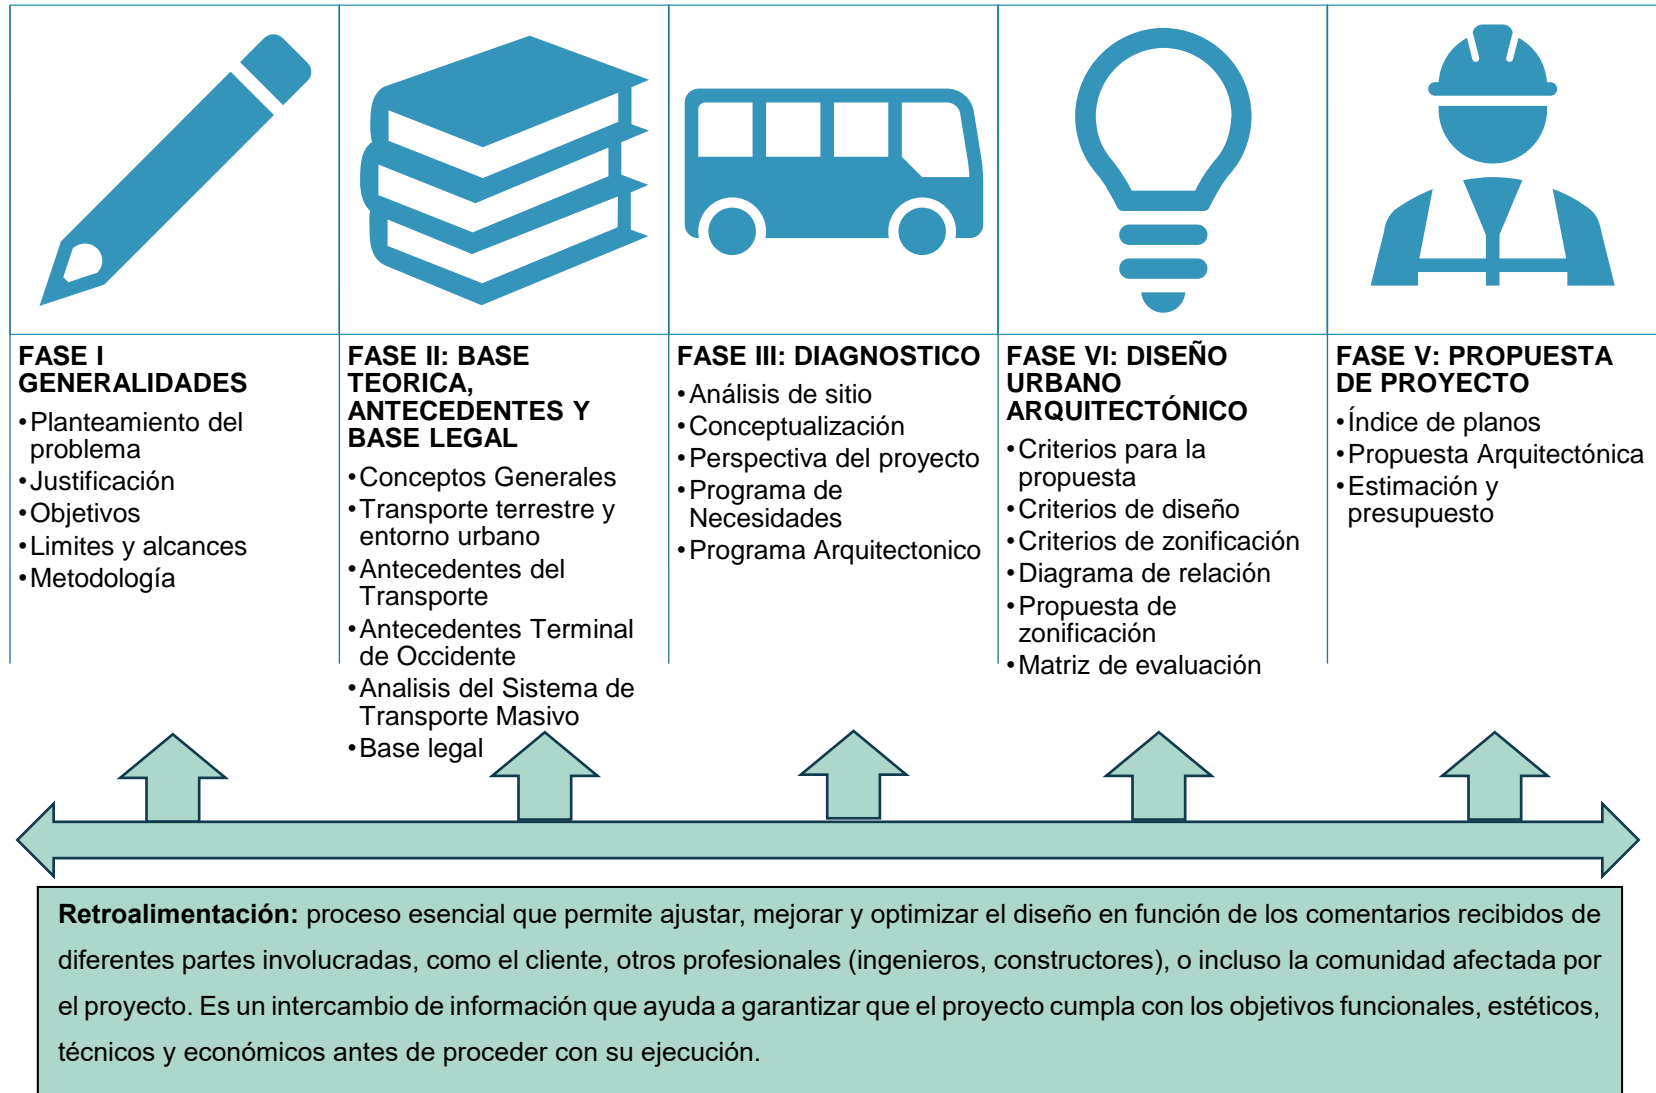 FASE I
GENERALIDADES
•Planteamiento del
problema
•Justificación
•Objetivos
•Limites y alcances
•Metodología
FASE II: BASE
TEORICA,
ANTECEDENTES Y
BASE LEGAL
•Conceptos Generales
•Transporte terrestre y
entorno urbano
•Antecedentes del
Transporte
•Antecedentes Terminal
de Occidente
•Analisis del Sistema de
Transporte Masivo
•Base legal
FASE III: DIAGNOSTICO
•Análisis de sitio
•Conceptualización
•Perspectiva del proyecto
•Programa de
Necesidades
•Programa Arquitectonico
FASE VI: DISEÑO
URBANO
ARQUITECTÓNICO
•Criterios para la
propuesta
•Criterios de diseño
•Criterios de zonificación
•Diagrama de relación
•Propuesta de
zonificación
•Matriz de evaluación
FASE V: PROPUESTA
DE PROYECTO
•Índice de planos
•Propuesta Arquitectónica
•Estimación y
presupuesto
Retroalimentación: proceso esencial que permite ajustar, mejorar y optimizar el diseño en función de los comentarios recibidos de
diferentes partes involucradas, como el cliente, otros profesionales (ingenieros, constructores), o incluso la comunidad afectada por
el proyecto. Es un intercambio de información que ayuda a garantizar que el proyecto cumpla con los objetivos funcionales, estéticos,
técnicos y económicos antes de proceder con su ejecución.